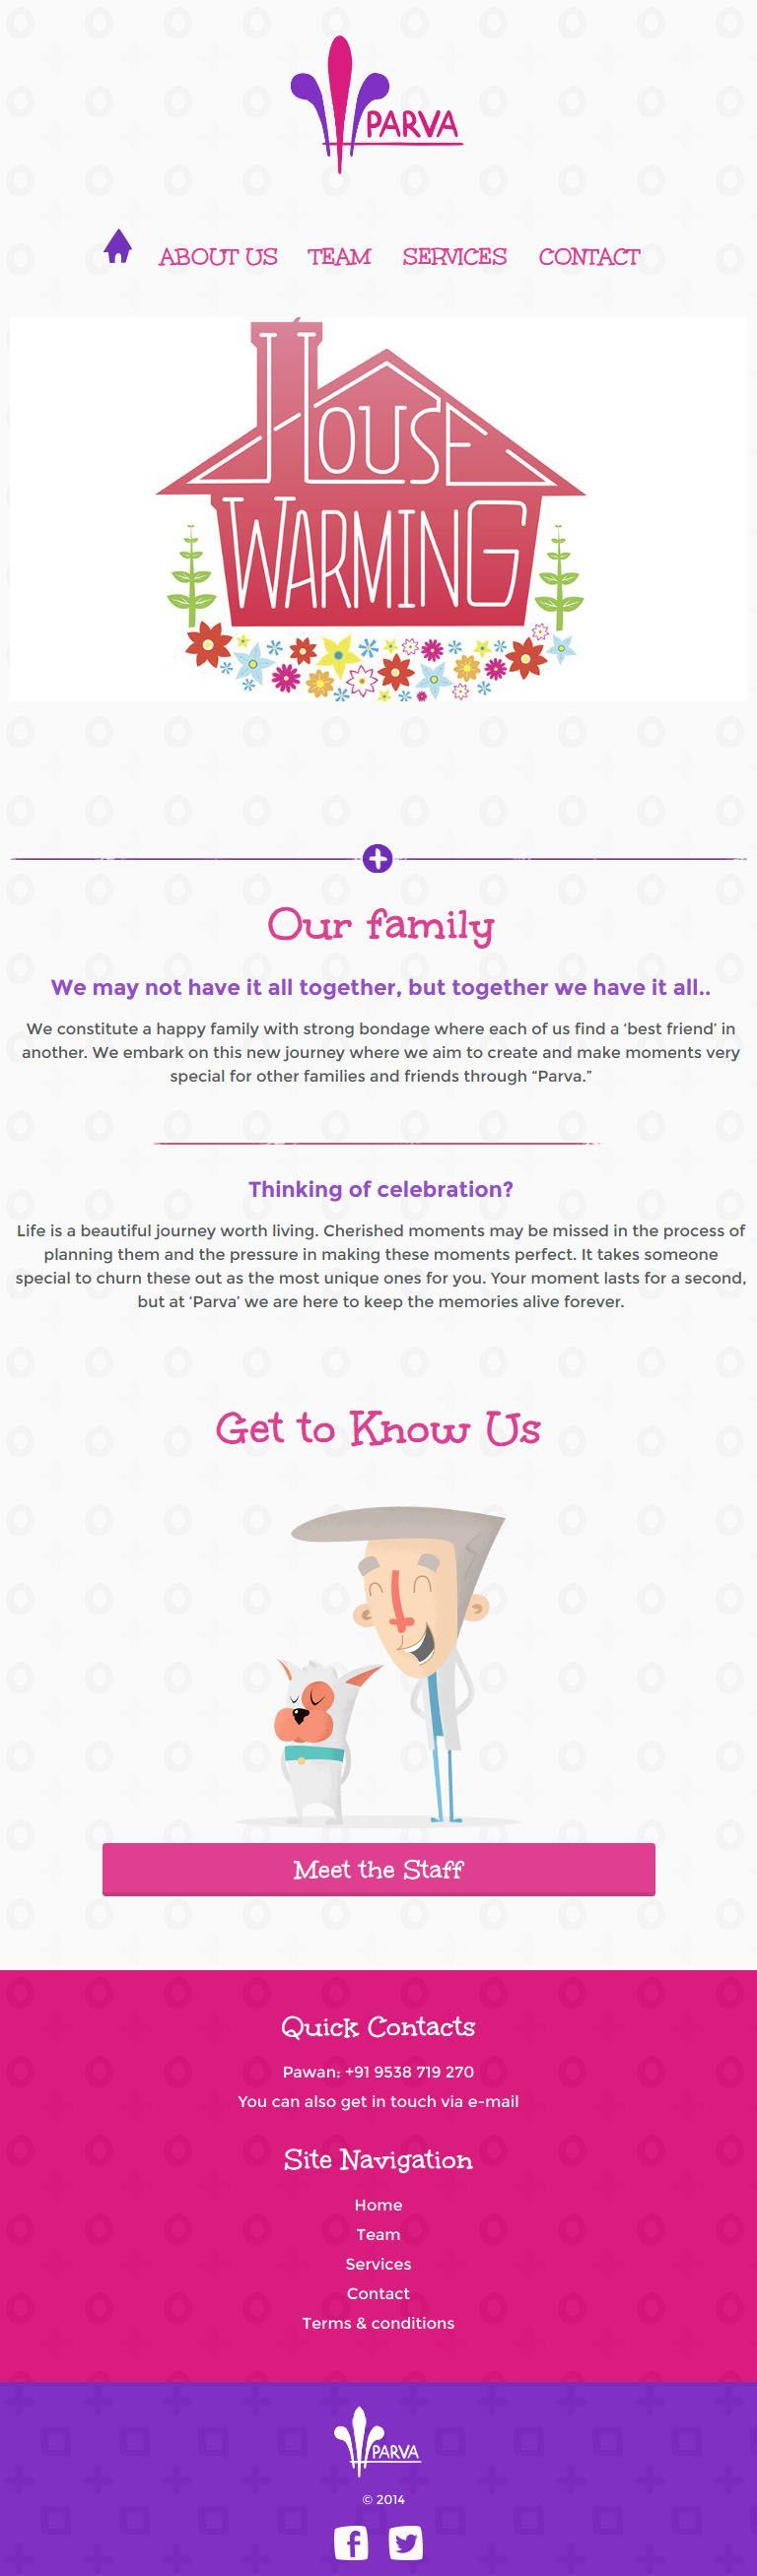 PARVA
ABOUT US TEAM SERVICES CONTACT
HOUSE
WARMING
Our family
We may not have it all together, but together we have it all..
We constitute a happy family with strong bondage where each of us find a ‘best friend’ in
another. We embark on this new journey where we aim to create and make moments very
special for other families and friends through “Parva.”
Thinking of celebration?
Life is a beautiful journey worth living. Cherished moments may be missed in the process of
planning them and the pressure in making these moments perfect. It takes someone
special to churn these out as the most unique ones for you. Your moment lasts for a second,
but at ‘Parva’ we are here to keep the memories alive forever.
Get to Know Us
Meet the Staff
Quick Contacts
Pawan: +91 9538 719 270
You can also get in touch via e-mail
Site Navigation
Home
Team
Services
Contact
Terms & conditions
PARVA
© 2014